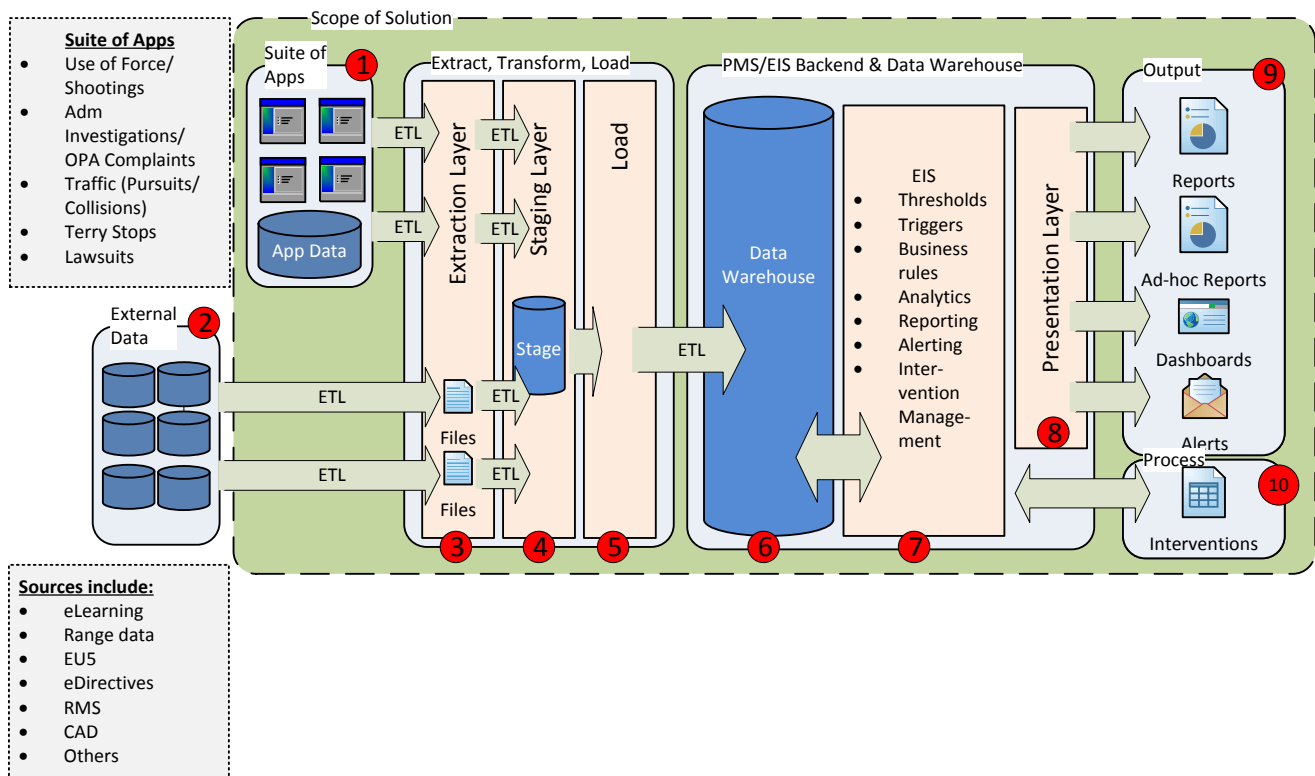 Scope of Solution
Suite of Apps
• Use of Force/
Shootings
• Adm
Investigations/
OPA Complaints
• Traffic (Pursuits/
Collisions)
• Terry Stops
• Lawsuits
Suite of
Apps
1
App Data
External
Data
2
Sources include:
• eLearning
• Range data
• EU5
• eDirectives
• RMS
• CAD
• Others
Extract, Transform, Load
ETL
ETL
ETL
ETL
Extraction Layer
Files
Files
3
ETL
ETL
ETL
ETL
Staging Layer
Stage
4
Load
5
ETL
PMS/EIS Backend & Data Warehouse
Data
Warehouse
6
EIS
• Thresholds
• Triggers
• Business
rules
• Analytics
• Reporting
• Alerting
• Inter-
vention
Manage-
ment
7
Presentation Layer
8
Output
9
Reports
Ad-hoc Reports
Dashboards
Alerts
Process
10
Interventions